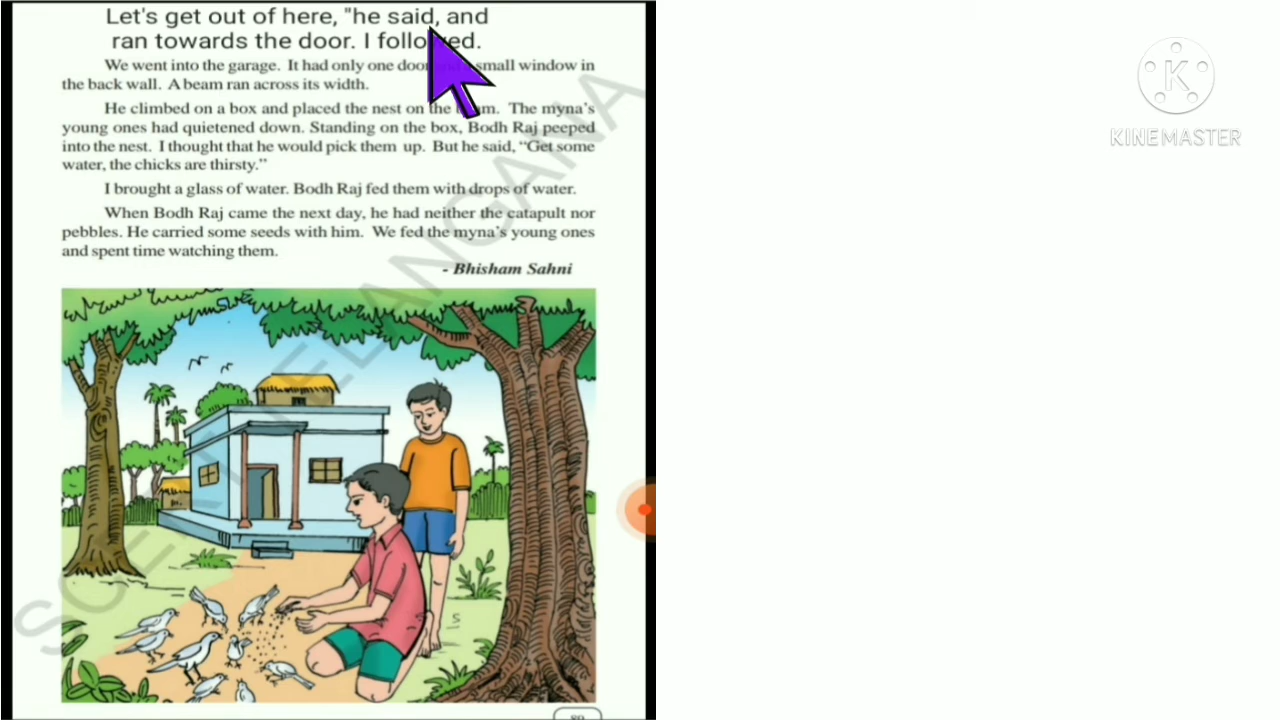 Let's get out of here, "he said, and
ran towards the door. I followed.
We went into the garage. It had only one door small window in
the back wall. A beam ran across its width.
He climbed on a box and placed the nest on the The myna's
young ones had quietened down. Standing on the box, Bodh Raj peeped
into the nest. I thought that he would pick them up. But he said, “Get some
water, the chicks are thirsty.”
I brought a glass of water. Bodh Raj fed them with drops of water.
When Bodh Raj came the next day, he had neither the catapult nor
pebbles. He carried some seeds with him. We fed the myna's young ones
and spent time watching them.
- Bhisham Sahni
TELANGANA
K
KINEMASTER